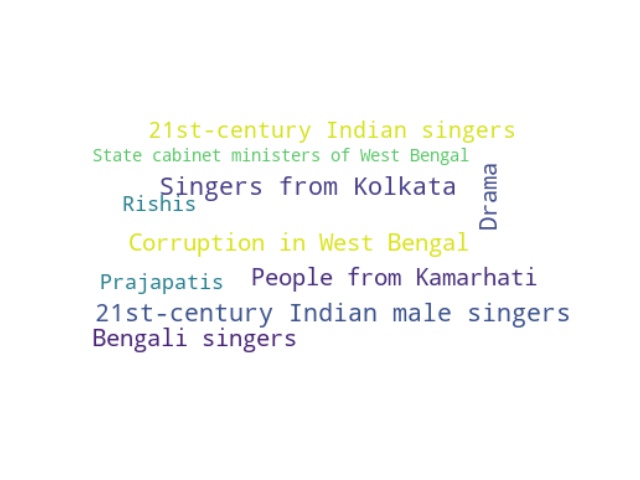 21st-century Indian singers
State cabinet ministers of West Bengal
Singers from Kolkata
Drama
Rishis
Corruption in West Bengal
Prajapatis
People from Kamarhati
21st-century Indian male singers
Bengali singers